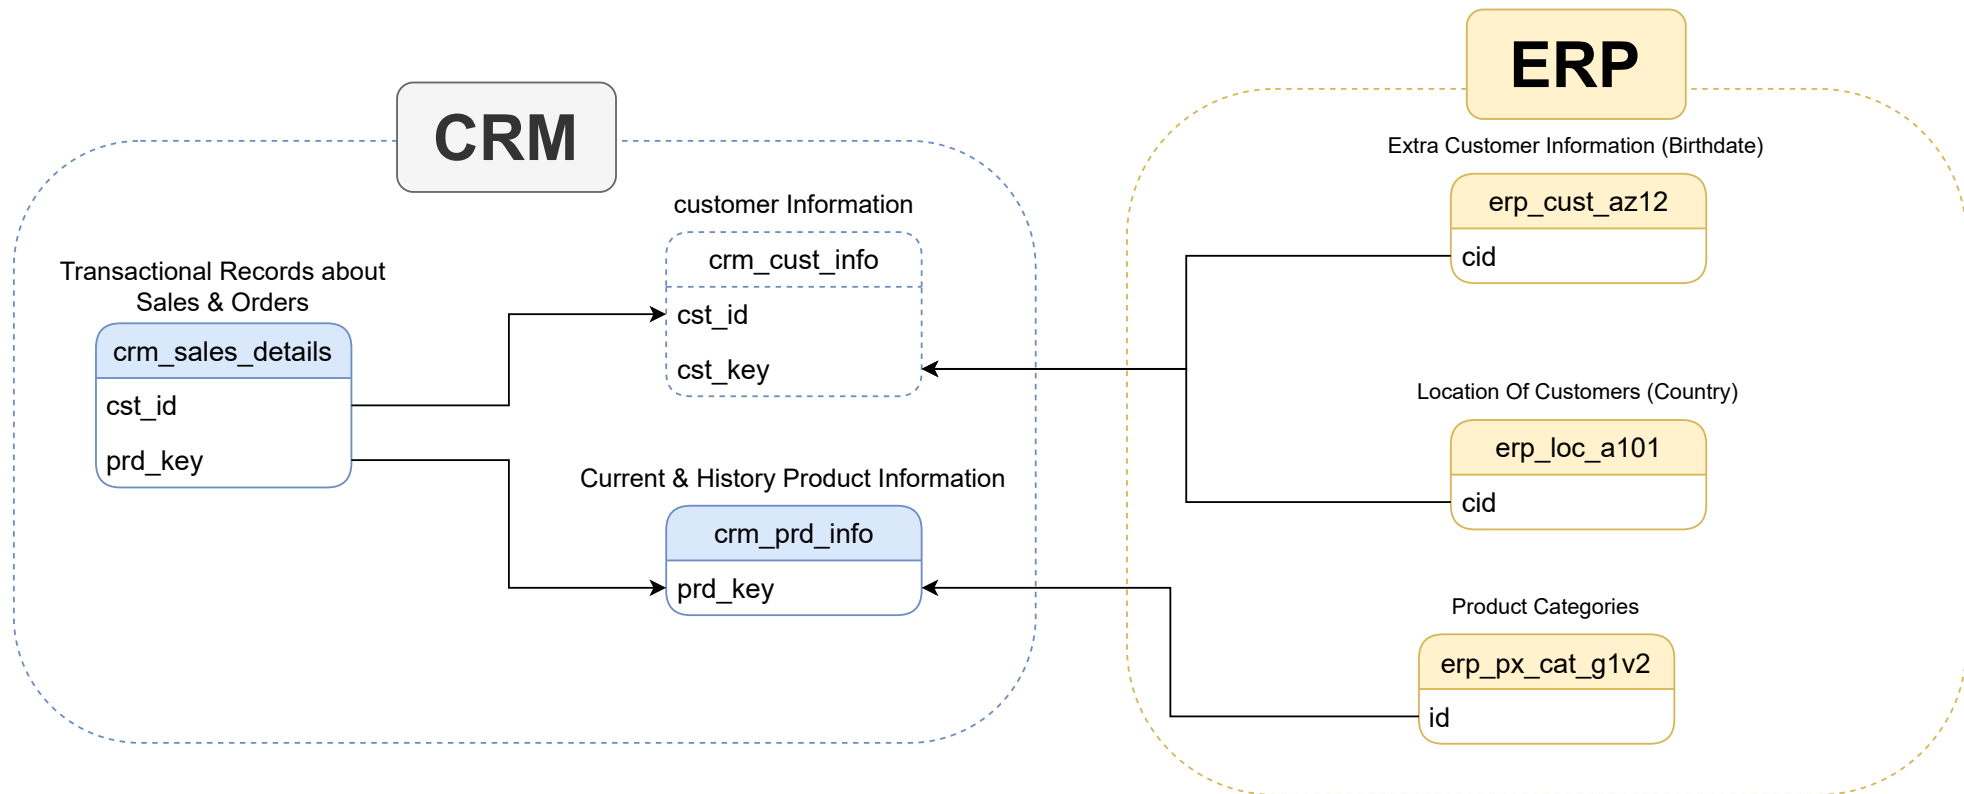 CRM
Transactional Records about
Sales & Orders
crm_sales_details
cst_id
prd_key
customer Information
crm_cust_info
cst_id
cst_key
Current & History Product Information
crm_prd_info
prd_key
ERP
Extra Customer Information (Birthdate)
erp_cust_az12
cid
Location Of Customers (Country)
erp_loc_a101
cid
Product Categories
erp_px_cat_g1v2
id